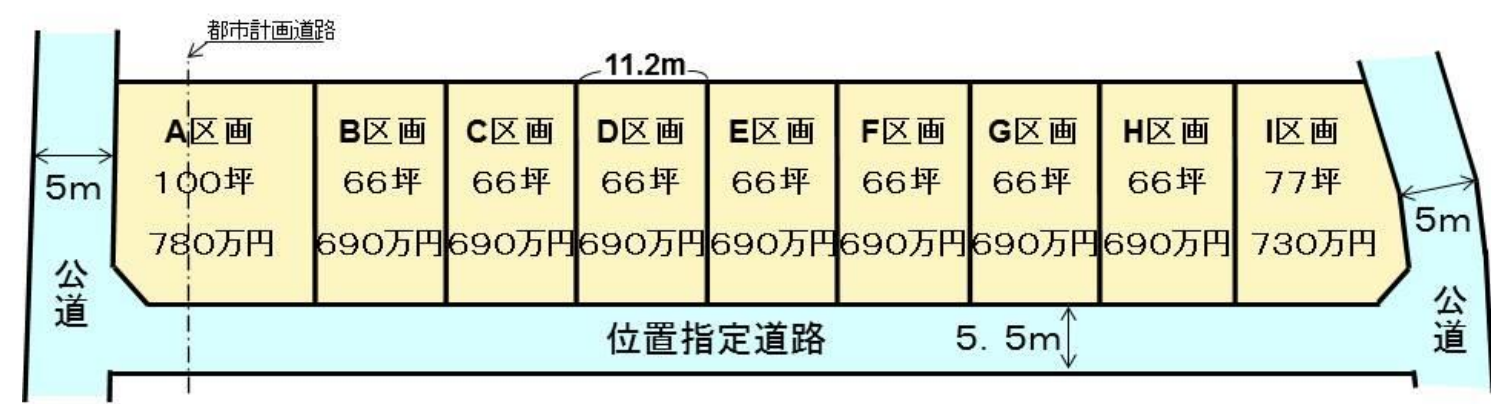 都市計画道路
11.2m
A区画
100坪
780万円
B区画
66坪
690万円
C区画
66坪
690万円
D区画
66坪
690万円
E区画
66坪
690万円
F区画
66坪
690万円
G区画
66坪
690万円
H区画
66坪
690万円
I区画
77坪
730万円
5m
公道
5m
公道
位置指定道路
5.5m